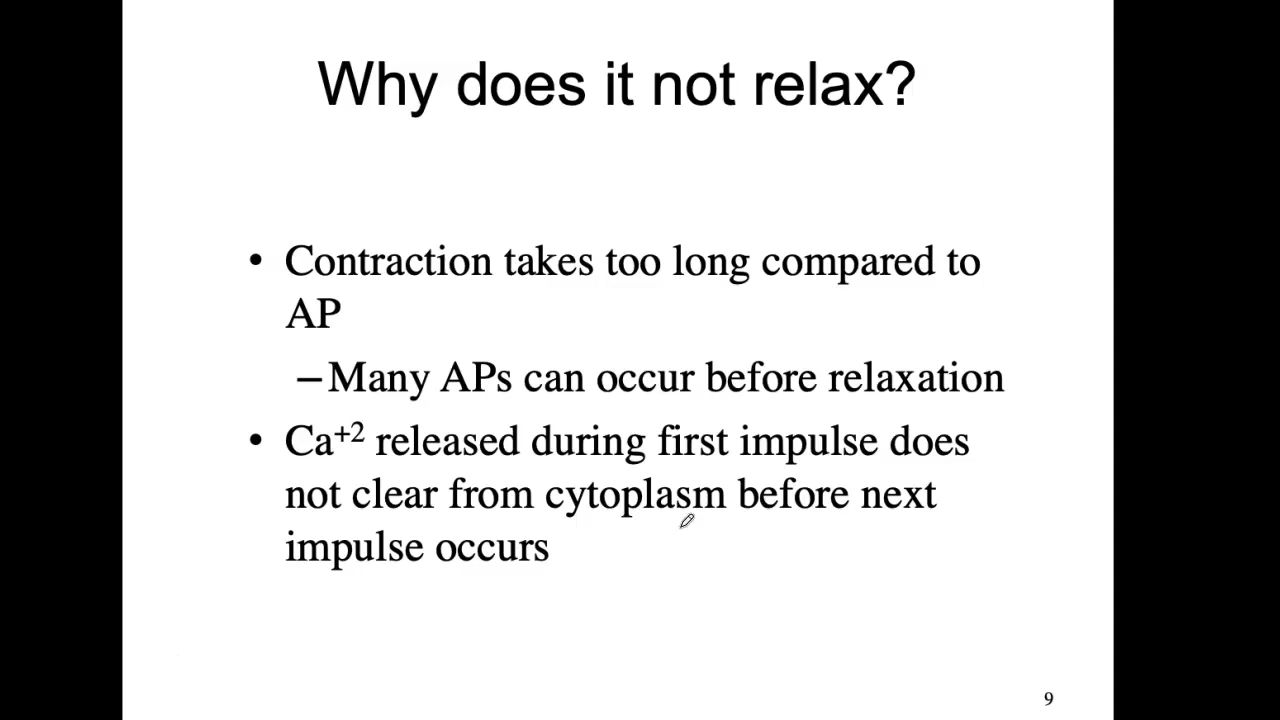 Why does it not relax?
• Contraction takes too long compared to
AP
– Many APs can occur before relaxation
• Ca⁺² released during first impulse does
not clear from cytoplasm before next
impulse occurs
9